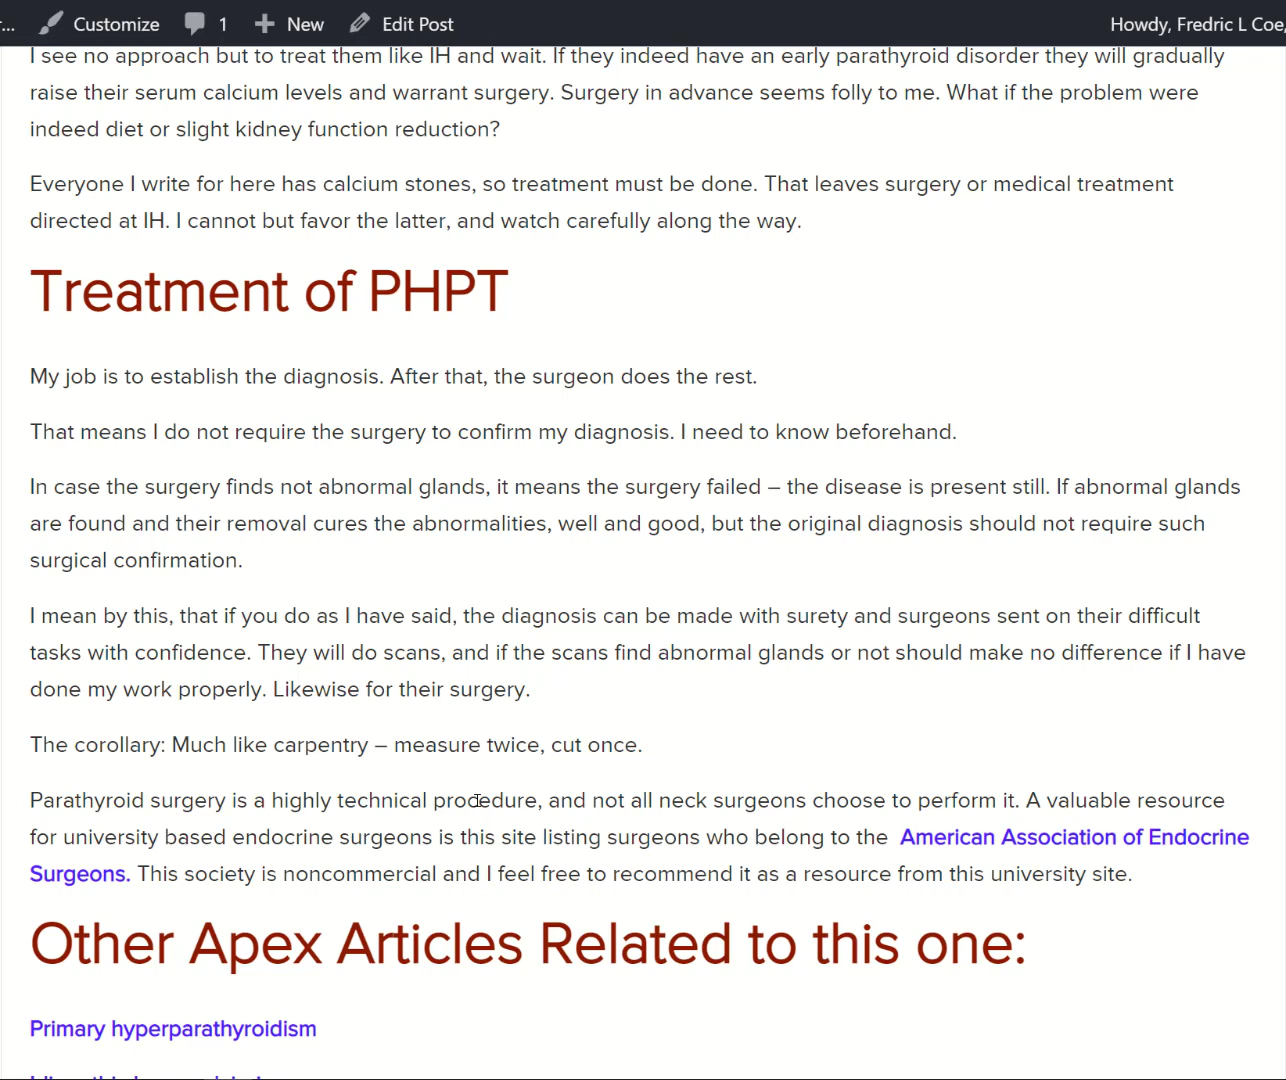 Customize 1 New Edit Post Howdy, Fredric L Coe,
I see no approach but to treat them like IH and wait. If they indeed have an early parathyroid disorder they will gradually
raise their serum calcium levels and warrant surgery. Surgery in advance seems folly to me. What if the problem were
indeed diet or slight kidney function reduction?
Everyone I write for here has calcium stones, so treatment must be done. That leaves surgery or medical treatment
directed at IH. I cannot but favor the latter, and watch carefully along the way.
Treatment of PHPT
My job is to establish the diagnosis. After that, the surgeon does the rest.
That means I do not require the surgery to confirm my diagnosis. I need to know beforehand.
In case the surgery finds not abnormal glands, it means the surgery failed – the disease is present still. If abnormal glands
are found and their removal cures the abnormalities, well and good, but the original diagnosis should not require such
surgical confirmation.
I mean by this, that if you do as I have said, the diagnosis can be made with surety and surgeons sent on their difficult
tasks with confidence. They will do scans, and if the scans find abnormal glands or not should make no difference if I have
done my work properly. Likewise for their surgery.
The corollary: Much like carpentry – measure twice, cut once.
Parathyroid surgery is a highly technical procedure, and not all neck surgeons choose to perform it. A valuable resource
for university based endocrine surgeons is this site listing surgeons who belong to the American Association of Endocrine
Surgeons. This society is noncommercial and I feel free to recommend it as a resource from this university site.
Other Apex Articles Related to this one:
Primary hyperparathyroidism